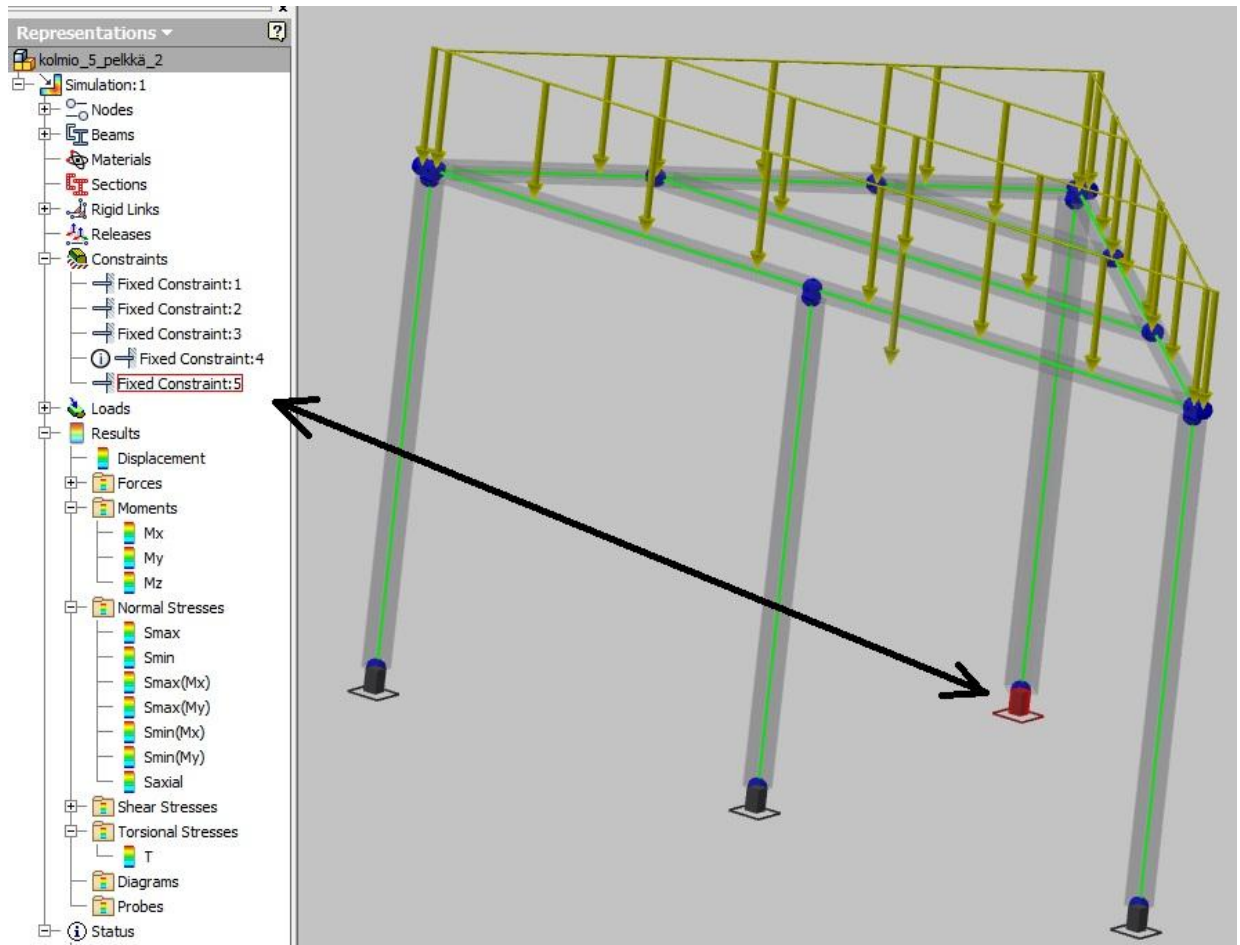 x
Representations
?
kolmio_5_pelkkä_2
Simulation:1
Nodes
Beams
Materials
Sections
Rigid Links
Releases
Constraints
Fixed Constraint:1
Fixed Constraint:2
Fixed Constraint:3
Fixed Constraint:4
Fixed Constraint:5
Loads
Results
Displacement
Forces
Moments
Mx
My
Mz
Normal Stresses
Smax
Smin
Smax(Mx)
Smax(My)
Smin(Mx)
Smin(My)
Saxial
Shear Stresses
Torsional Stresses
T
Diagrams
Probes
Status